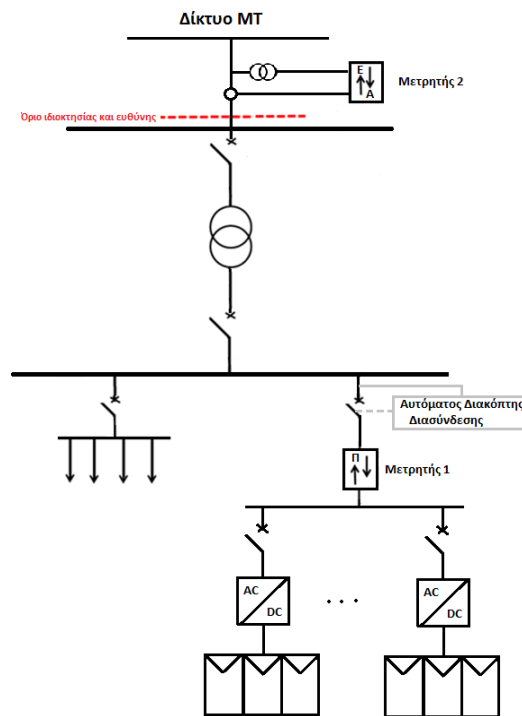 Δίκτυο ΜΤ
Ε
Α
Μετρητής 2
Όριο ιδιοκτησίας και ευθύνης
Αυτόματος Διακόπτης
Διασύνδεσης
Π
Μετρητής 1
AC
DC
. . .
AC
DC